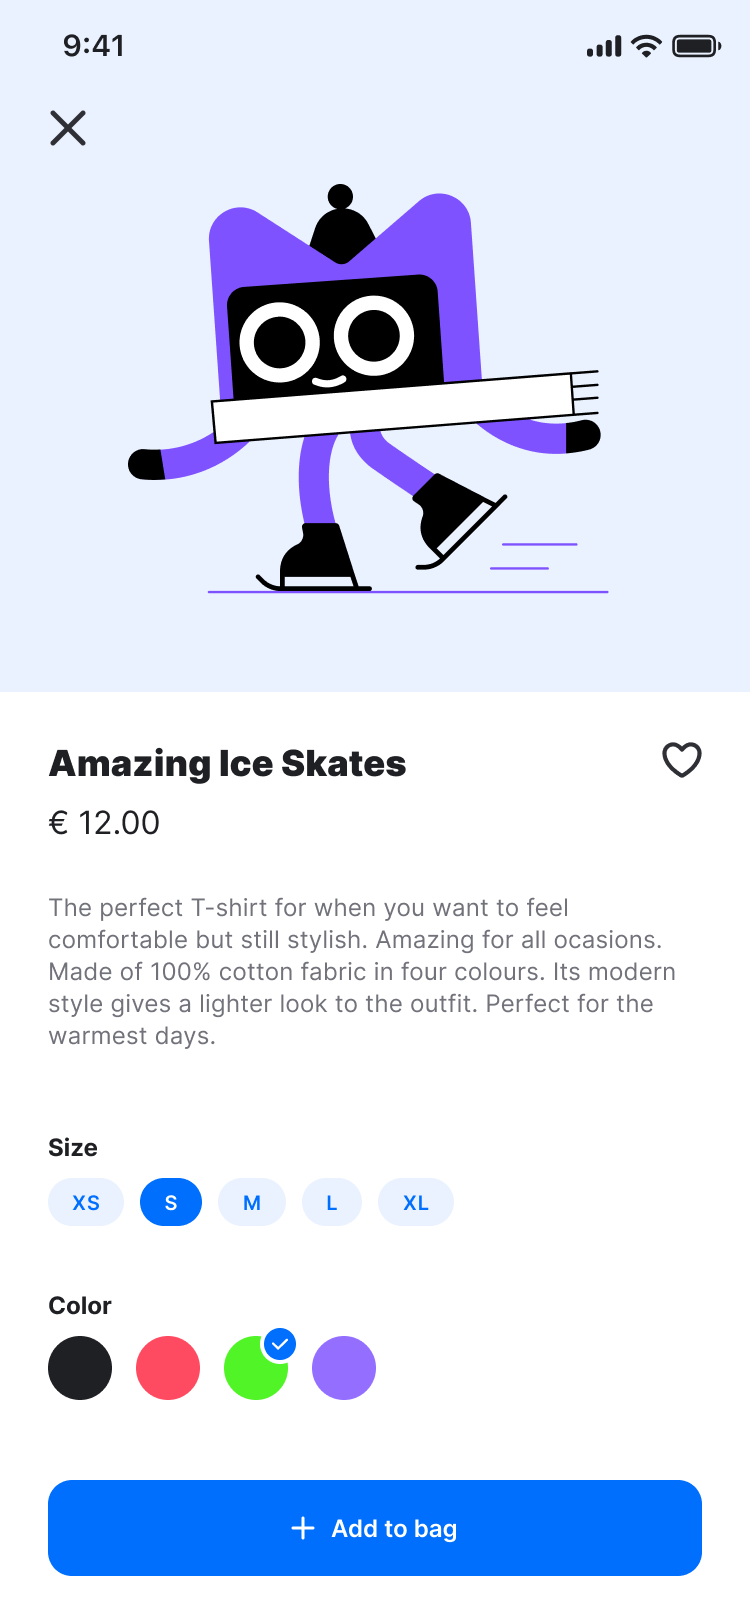 9:41
Amazing Ice Skates
€ 12.00
The perfect T-shirt for when you want to feel
comfortable but still stylish. Amazing for all ocasions.
Made of 100% cotton fabric in four colours. Its modern
style gives a lighter look to the outfit. Perfect for the
warmest days.
Size
XS S M L XL
Color
Add to bag